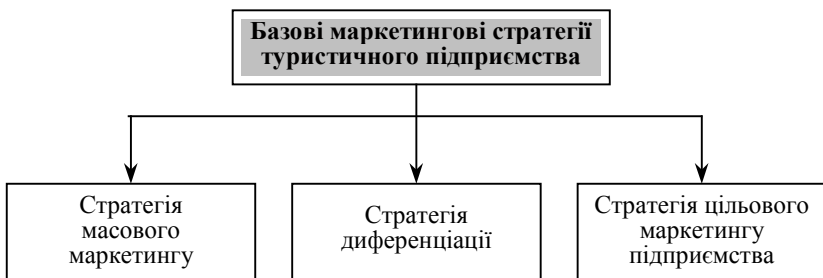 Базові маркетингові стратегії
туристичного підприємства
Стратегія
масового
маркетингу
Стратегія
диференціації
Стратегія цільового
маркетингу
підприємства